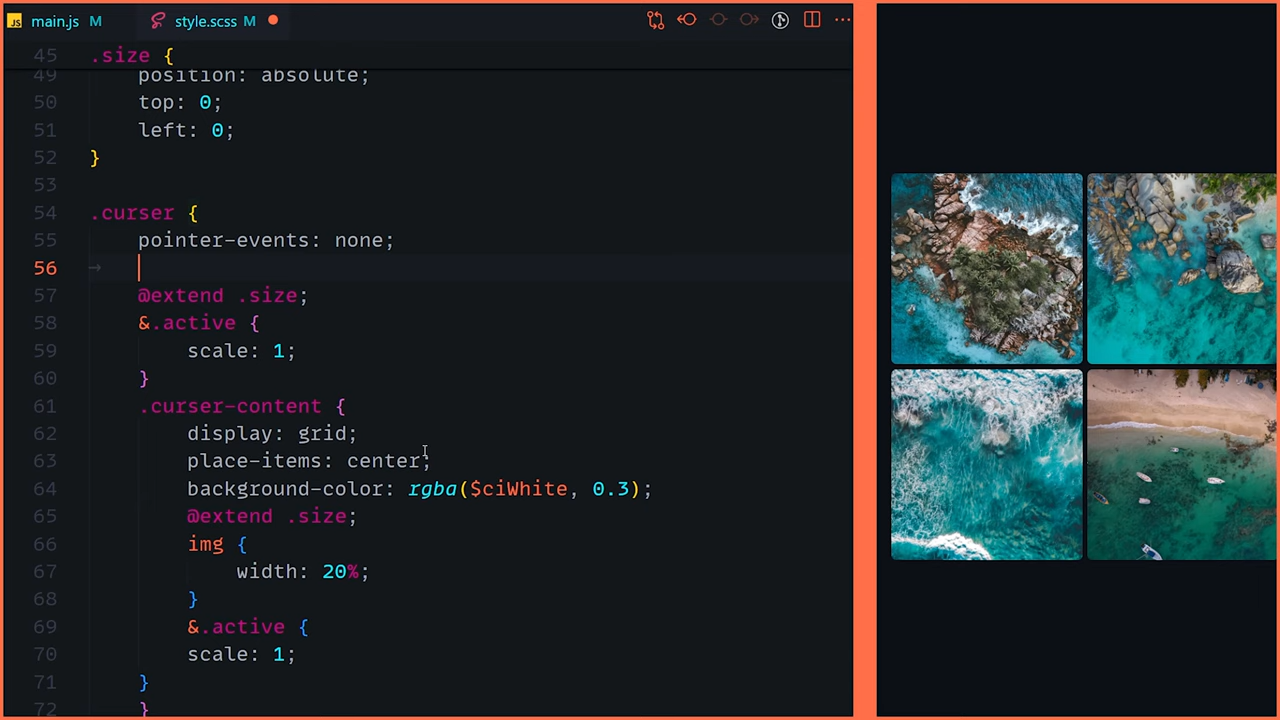 JS main.js M style.scss M
45 .size {
49 position: absolute;
50 top: 0;
51 left: 0;
52 }
53
54 .curser {
55 pointer-events: none;
56
57 @extend .size;
58 &.active {
59 scale: 1;
60 }
61 .curser-content {
62 display: grid;
63 place-items: center;
64 background-color: rgba($ciWhite, 0.3);
65 @extend .size;
66 img {
67 width: 20%;
68 }
69 &.active {
70 scale: 1;
71 }
72 }